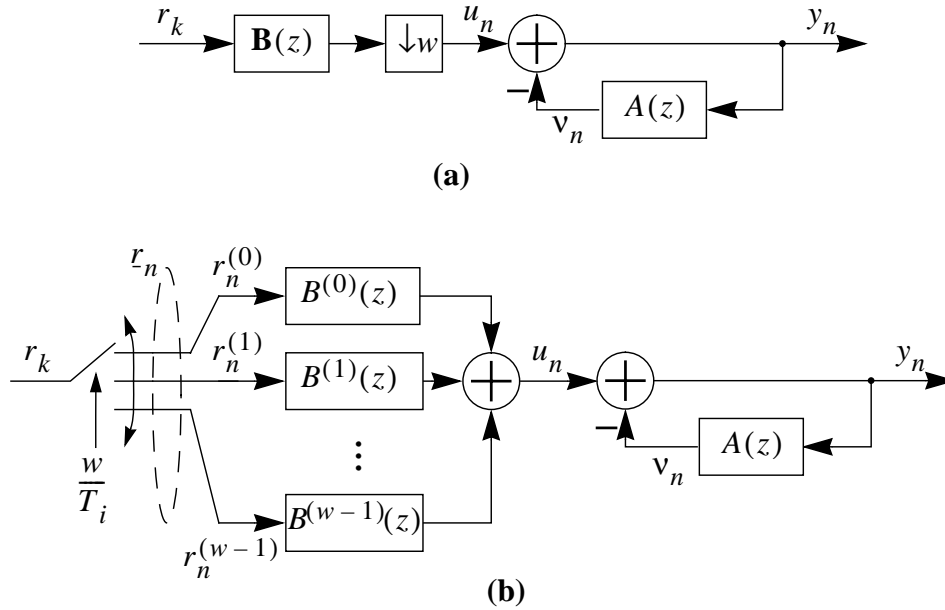 r_k B(z) ↓w u_n + y_n
− ν_n A(z)
(a)
r_n r_n^(0) B^(0)(z)
r_k r_n^(1) B^(1)(z) + u_n + y_n
− ν_n A(z)
w/T_i ⋮
r_n^(w − 1) B^(w − 1)(z)
(b)